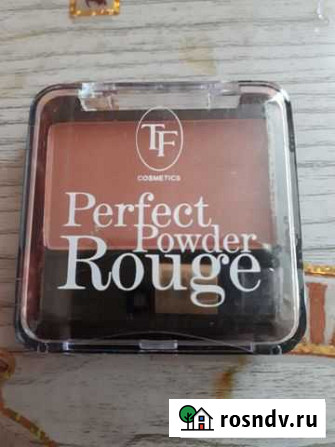 TF
COSMETICS
Perfect
Powder
Rouge
rosndv.ru